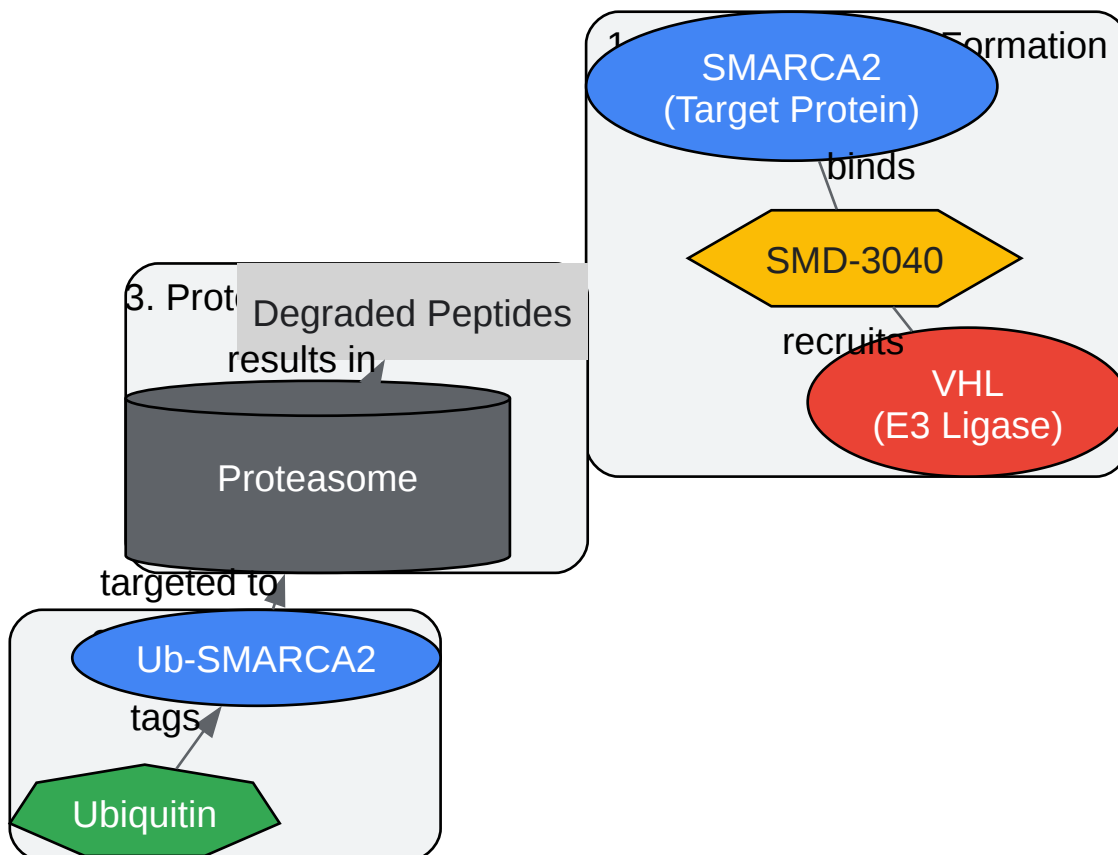 1. Formation
SMARCA2
(Target Protein)
binds
SMD-3040
recruits
VHL
(E3 Ligase)
3.
Degraded Peptides
results in
Proteasome
targeted to
Ub-SMARCA2
tags
Ubiquitin